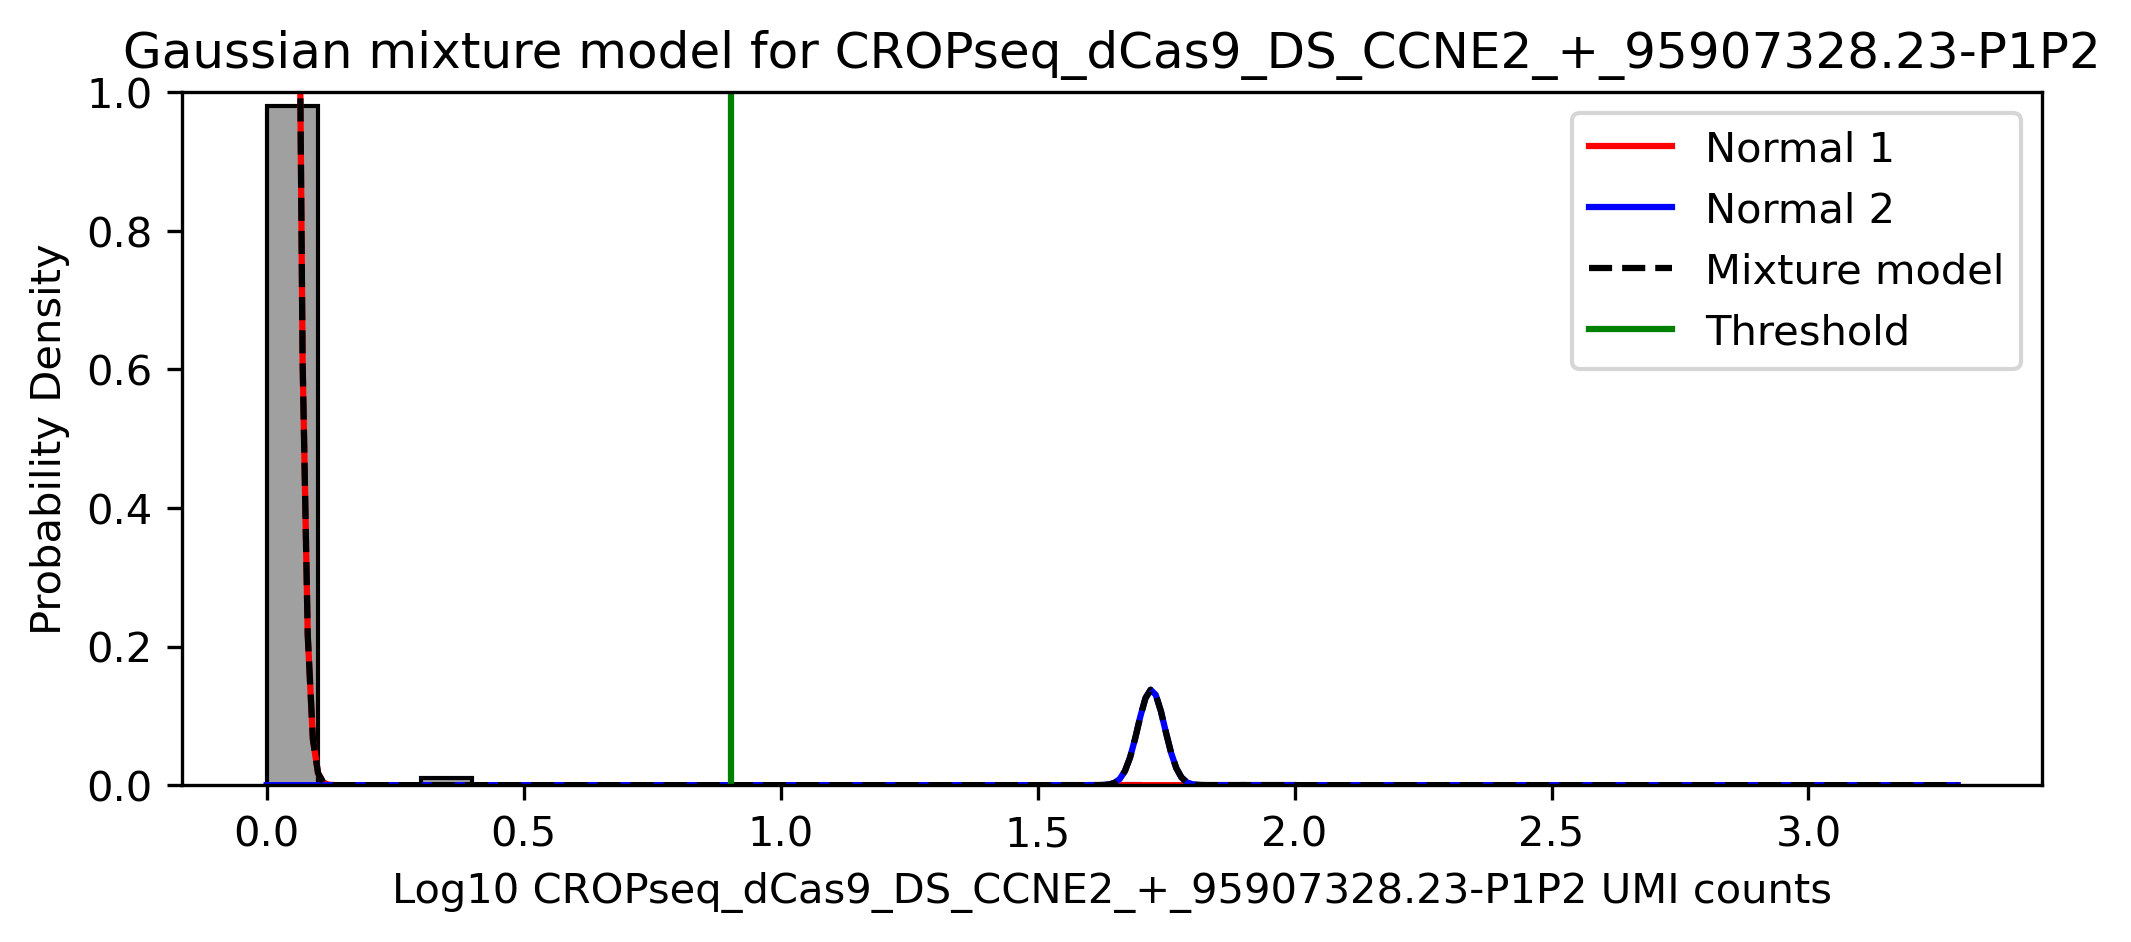 Gaussian mixture model for CROPseq_dCas9_DS_CCNE2_+_95907328.23-P1P2
1.0
0.8
0.6
0.4
0.2
0.0
Probability Density
Normal 1
Normal 2
Mixture model
Threshold
0.0 0.5 1.0 1.5 2.0 2.5 3.0
Log10 CROPseq_dCas9_DS_CCNE2_+_95907328.23-P1P2 UMI counts